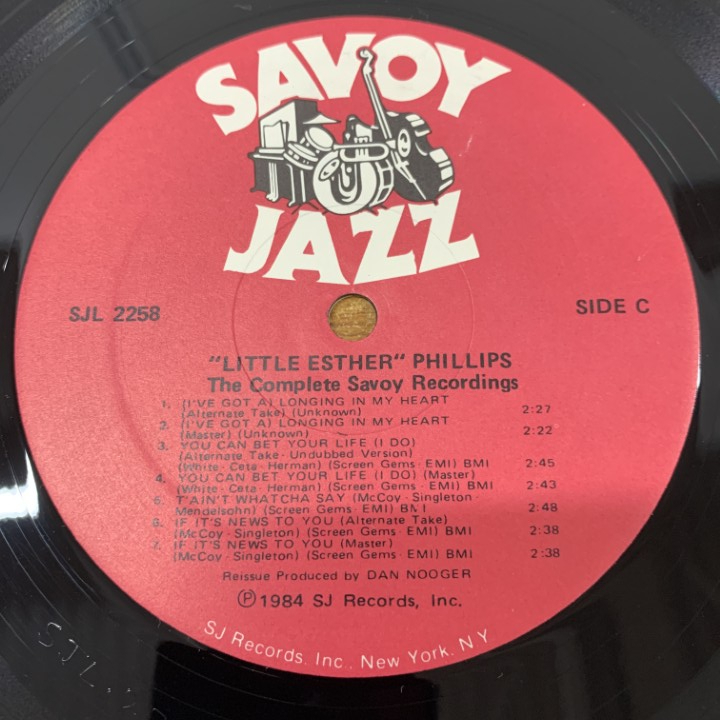 SAVOY
JAZZ
SJL 2258
SIDE C
"LITTLE ESTHER" PHILLIPS
The Complete Savoy Recordings
1. (I'VE GOT A) LONGING IN MY HEART
(Alternate Take) (Unknown) 2:27
2. (I'VE GOT A) LONGING IN MY HEART
(Master) (Unknown) 2:22
3. YOU CAN BET YOUR LIFE (I DO)
(Alternate Take - Undubbed Version)
(White - Ceta - Herman) (Screen Gems - EMI) BMI 2:45
4. YOU CAN BET YOUR LIFE (I DO) (Master)
(White - Ceta - Herman) (Screen Gems - EMI) BMI 2:43
5. T'AIN'T WHATCHA SAY (McCoy - Singleton -
Mendelsohn) (Screen Gems - EMI) BMI 2:48
6. IF IT'S NEWS TO YOU (Alternate Take)
(McCoy - Singleton) (Screen Gems - EMI) BMI 2:38
7. IF IT'S NEWS TO YOU (Master)
(McCoy - Singleton) (Screen Gems - EMI) BMI 2:38
Reissue Produced by DAN NOOGER
Ⓟ 1984 SJ Records, Inc.
SJ Records, Inc., New York, NY
SJL